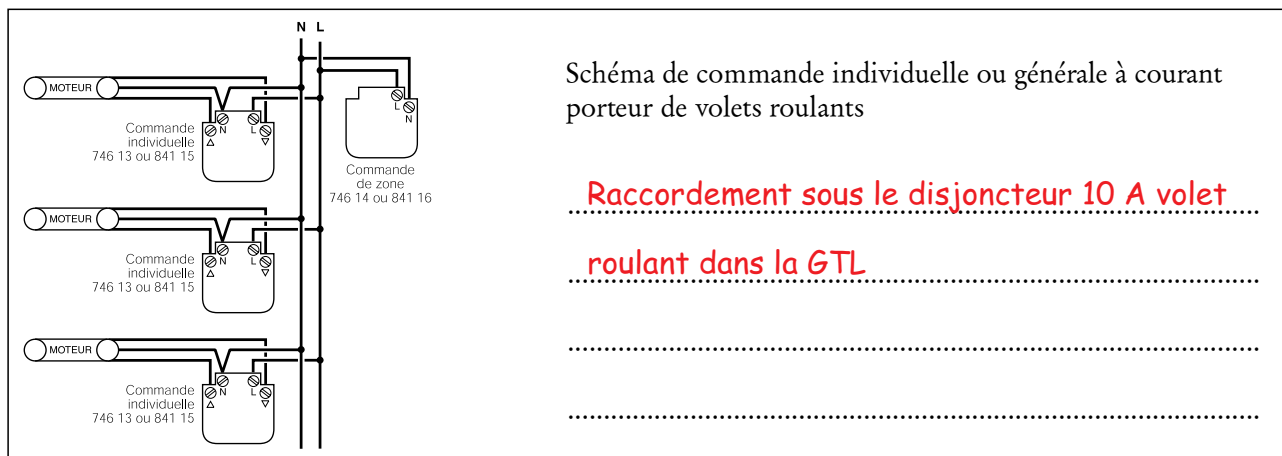 N L
MOTEUR
N L
Commande
individuelle
746 13 ou 841 15
L
N
Commande
de zone
746 14 ou 841 16
MOTEUR
N L
Commande
individuelle
746 13 ou 841 15
MOTEUR
N L
Commande
individuelle
746 13 ou 841 15
Schéma de commande individuelle ou générale à courant
porteur de volets roulants
Raccordement sous le disjoncteur 10 A volet
roulant dans la GTL